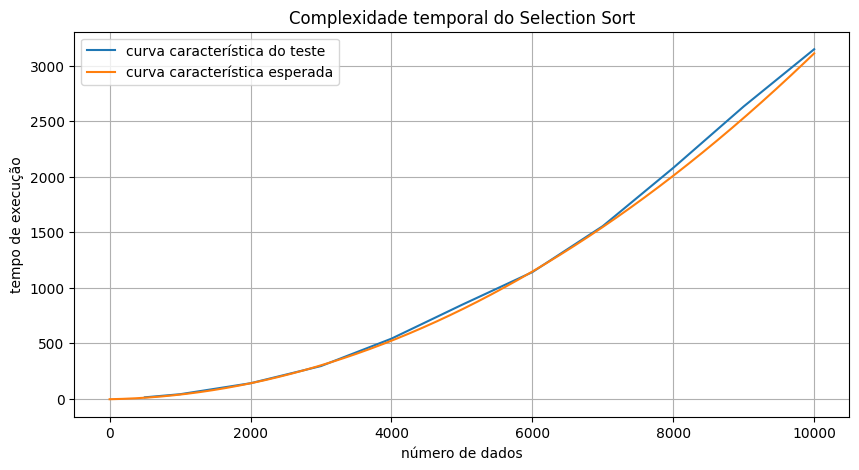 Complexidade temporal do Selection Sort
curva característica do teste
curva característica esperada
3000
2500
2000
1500
1000
500
0
tempo de execução
0 2000 4000 6000 8000 10000
número de dados